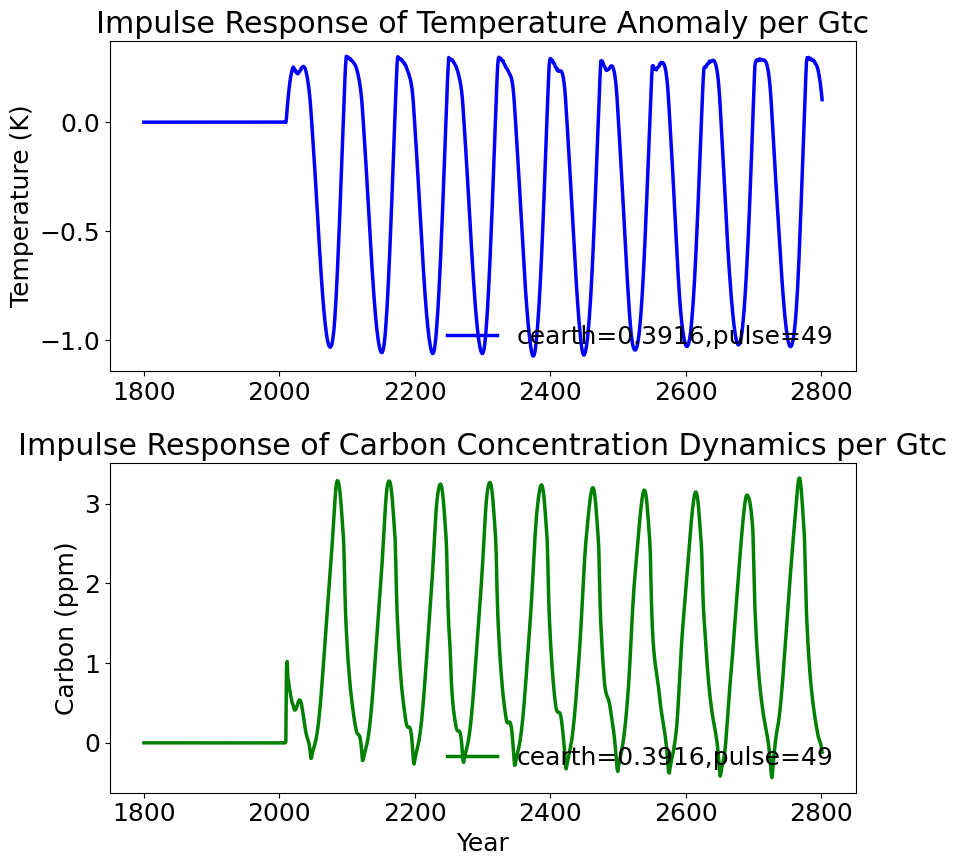 Impulse Response of Temperature Anomaly per Gtc
Temperature (K)
0.0
−0.5
−1.0
cearth=0.3916,pulse=49
1800 2000 2200 2400 2600 2800
Impulse Response of Carbon Concentration Dynamics per Gtc
Carbon (ppm)
3
2
1
0
cearth=0.3916,pulse=49
1800 2000 2200 2400 2600 2800
Year